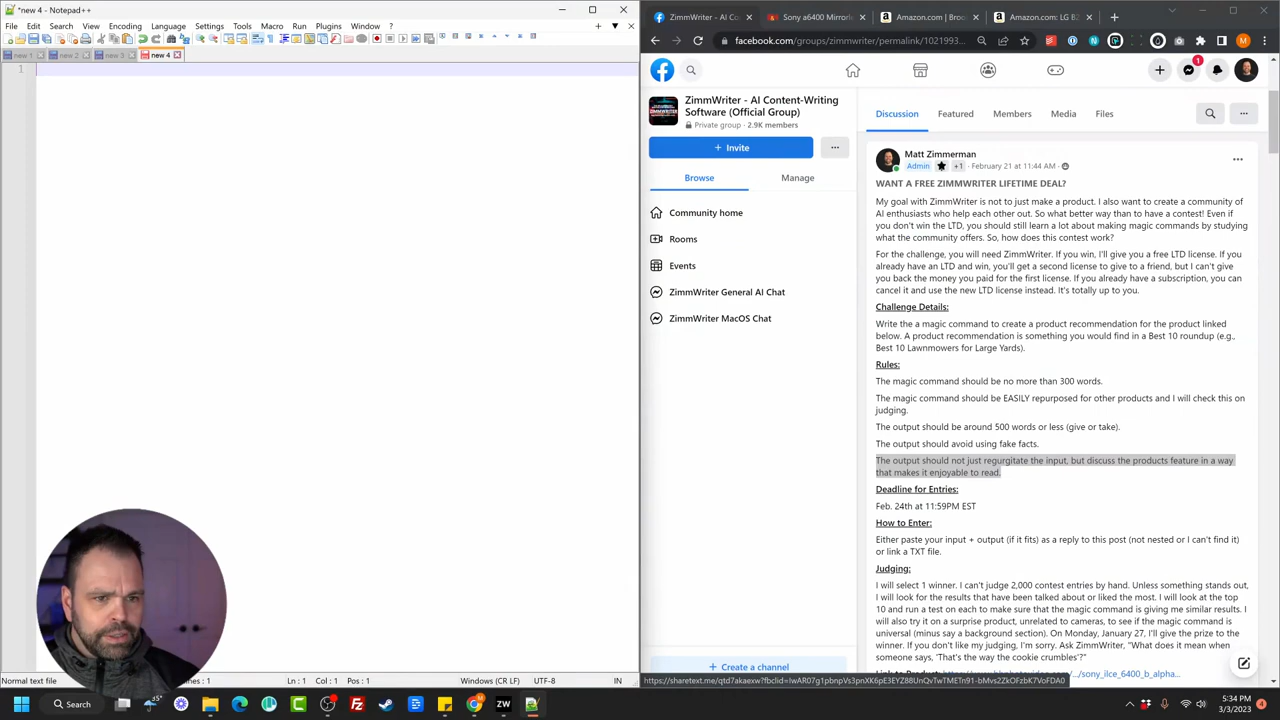 *new 4 - Notepad++
File Edit Search View Encoding Language Settings Tools Macro Run Plugins Window ?
new 1 new 2 new 3 new 4
1
Normal text file
lines : 1
Ln : 1 Col : 1 Pos : 1
Windows (CR LF)
UTF-8
IN
ZimmWriter - AI Co
Sony a6400 Mirrorl
Amazon.com | Broo
Amazon.com: LG B2
facebook.com/groups/zimmwriter/permalink/1021993...
ZimmWriter - AI Content-Writing
Software (Official Group)
Private group · 2.9K members
+ Invite
Browse Manage
Community home
Rooms
Events
ZimmWriter General AI Chat
ZimmWriter MacOS Chat
+ Create a channel
1
Discussion Featured Members Media Files
Matt Zimmerman
Admin +1 · February 21 at 11:44 AM ·
WANT A FREE ZIMMWRITER LIFETIME DEAL?
My goal with ZimmWriter is not to just make a product. I also want to create a community of
AI enthusiasts who help each other out. So what better way than to have a contest! Even if
you don't win the LTD, you should still learn a lot about making magic commands by studying
what the community offers. So, how does this contest work?
For the challenge, you will need ZimmWriter. If you win, I'll give you a free LTD license. If you
already have an LTD and win, you'll get a second license to give to a friend, but I can't give
you back the money you paid for the first license. If you already have a subscription, you can
cancel it and use the new LTD license instead. It's totally up to you.
Challenge Details:
Write the a magic command to create a product recommendation for the product linked
below. A product recommendation is something you would find in a Best 10 roundup (e.g.,
Best 10 Lawnmowers for Large Yards).
Rules:
The magic command should be no more than 300 words.
The magic command should be EASILY repurposed for other products and I will check this on
judging.
The output should be around 500 words or less (give or take).
The output should avoid using fake facts.
The output should not just regurgitate the input, but discuss the products feature in a way
that makes it enjoyable to read.
Deadline for Entries:
Feb. 24th at 11:59PM EST
How to Enter:
Either paste your input + output (if it fits) as a reply to this post (not nested or I can't find it)
or link a TXT file.
Judging:
I will select 1 winner. I can't judge 2,000 contest entries by hand. Unless something stands out,
I will look for the results that have been talked about or liked the most. I will look at the top
10 and run a test on each to make sure that the magic command is giving me similar results. I
will also try it on a surprise product, unrelated to cameras, to see if the magic command is
universal (minus say a background section). On Monday, January 27, I'll give the prize to the
winner. If you don't like my judging, I'm sorry. Ask ZimmWriter, "What does it mean when
someone says, 'That's the way the cookie crumbles'?"
/sony_ilce_6400_b_alpha...
Search
ZW
5:34 PM
3/3/2023